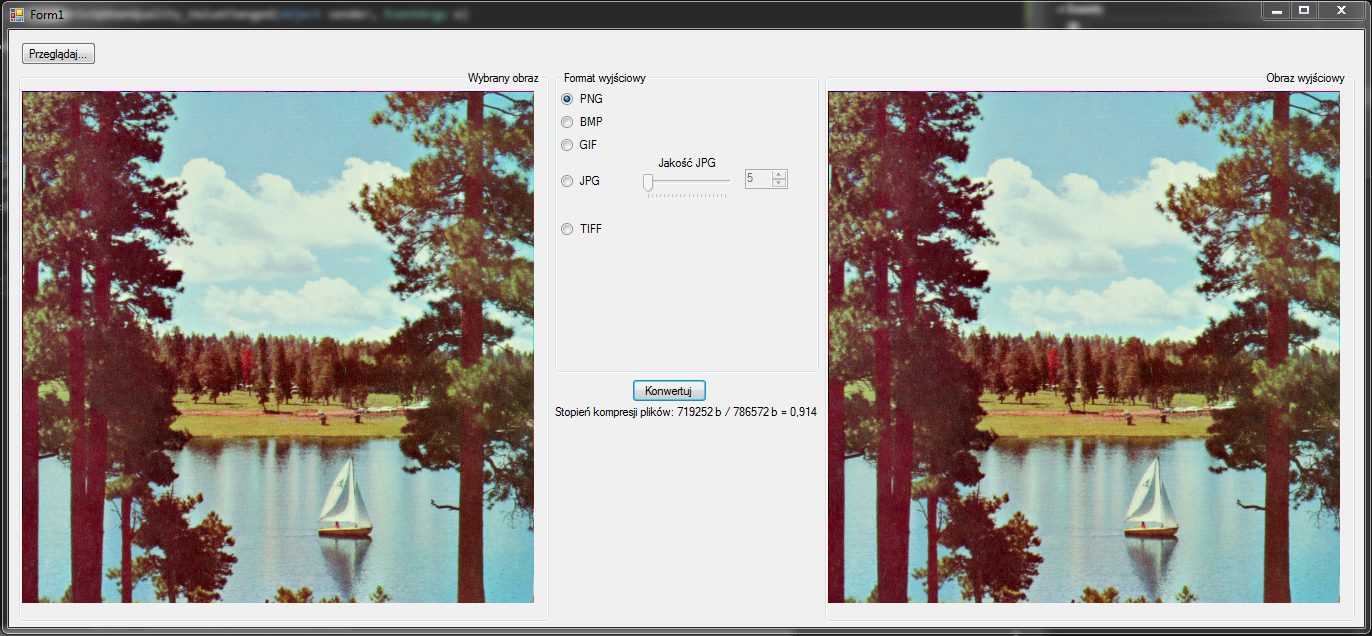 Form1
Przeglądaj...
Wybrany obraz
Format wyjściowy
Obraz wyjściowy
PNG
BMP
GIF
Jakość JPG
JPG
5
TIFF
Konwertuj
Stopień kompresji plików: 719252 b / 786572 b = 0,914